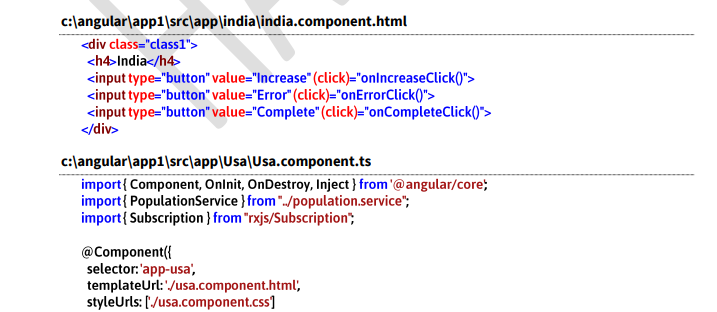 c:\angular\app1\src\app\india\india.component.html
<div class="class1">
<h4>India</h4>
<input type="button" value="Increase" (click)="onIncreaseClick()">
<input type="button" value="Error" (click)="onErrorClick()">
<input type="button" value="Complete" (click)="onCompleteClick()">
</div>
c:\angular\app1\src\app\Usa\Usa.component.ts
import { Component, OnInit, OnDestroy, Inject } from '@angular/core';
import { PopulationService } from "../population.service";
import { Subscription } from "rxjs/Subscription";
@Component({
selector: 'app-usa',
templateUrl: './usa.component.html',
styleUrls: ['./usa.component.css']